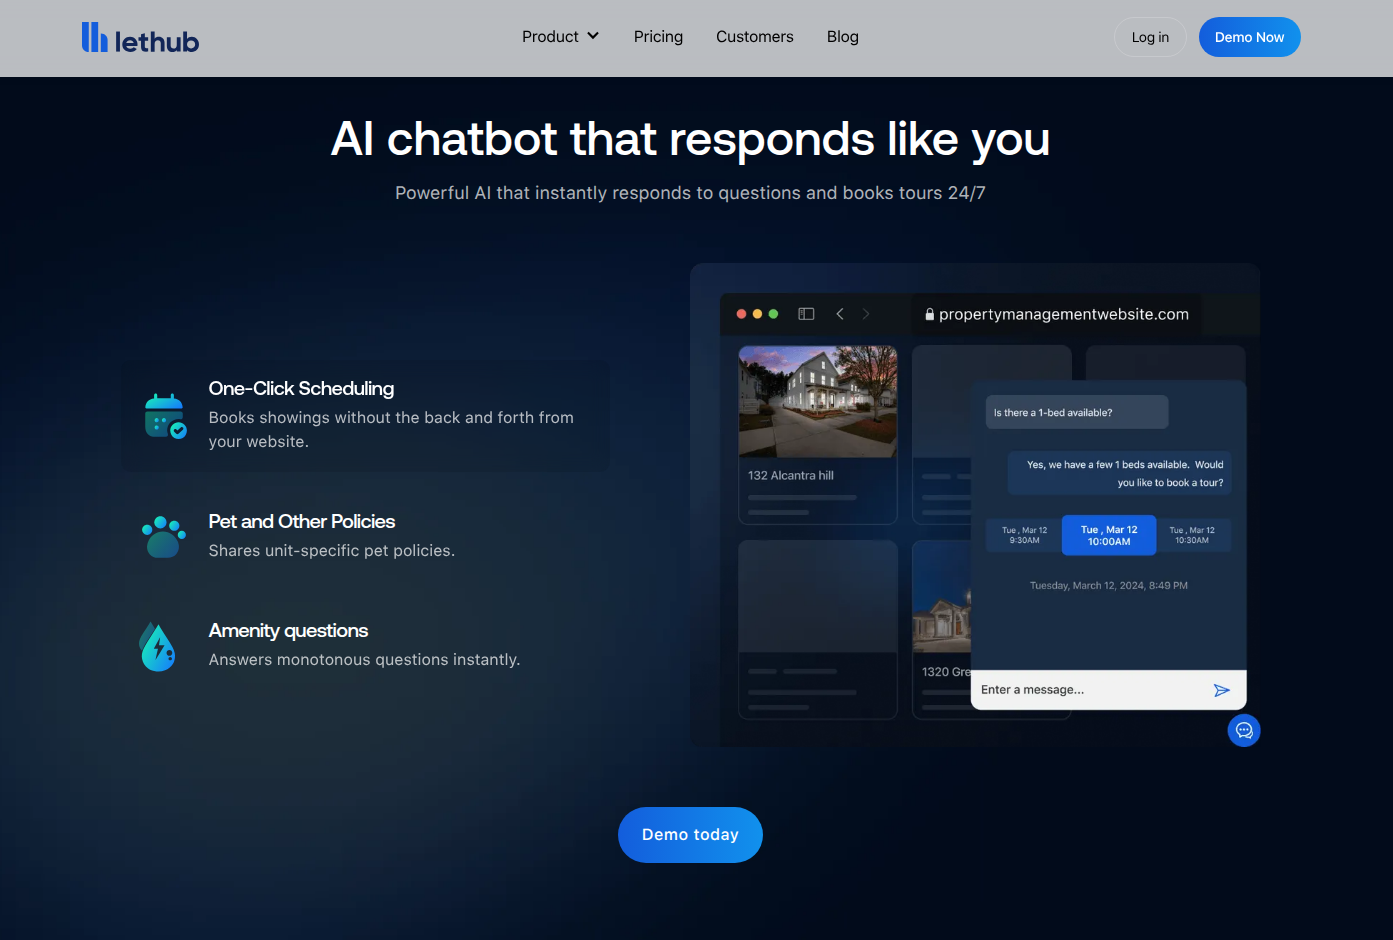 lethub
Product
Pricing
Customers
Blog
Log in
Demo Now
AI chatbot that responds like you
Powerful AI that instantly responds to questions and books tours 24/7
One-Click Scheduling
Books showings without the back and forth from
your website.
Pet and Other Policies
Shares unit-specific pet policies.
Amenity questions
Answers monotonous questions instantly.
propertymanagementwebsite.com
132 Alcantra hill
1320 Gre
Is there a 1-bed available?
Yes, we have a few 1 beds available. Would
you like to book a tour?
Tue , Mar 12
9:30AM
Tue , Mar 12
10:00AM
Tue , Mar 12
10:30AM
Tuesday, March 12, 2024, 8:49 PM
Enter a message...
Demo today